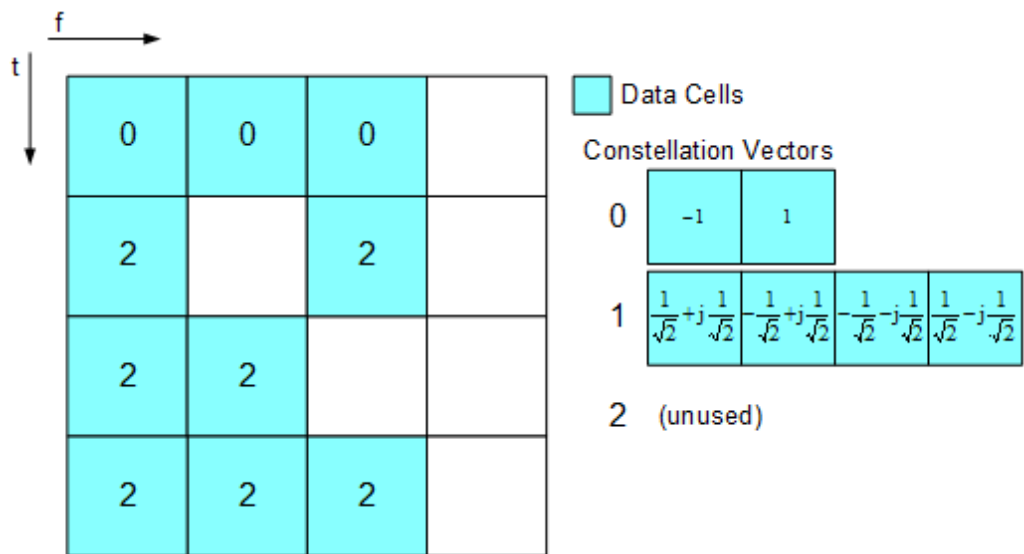 f
t
0 0 0
2 2
2 2
2 2 2
Data Cells
Constellation Vectors
0 −1 1
1 1/√2+j1/√2 −1/√2+j1/√2 −1/√2−j1/√2 1/√2−j1/√2
2 (unused)